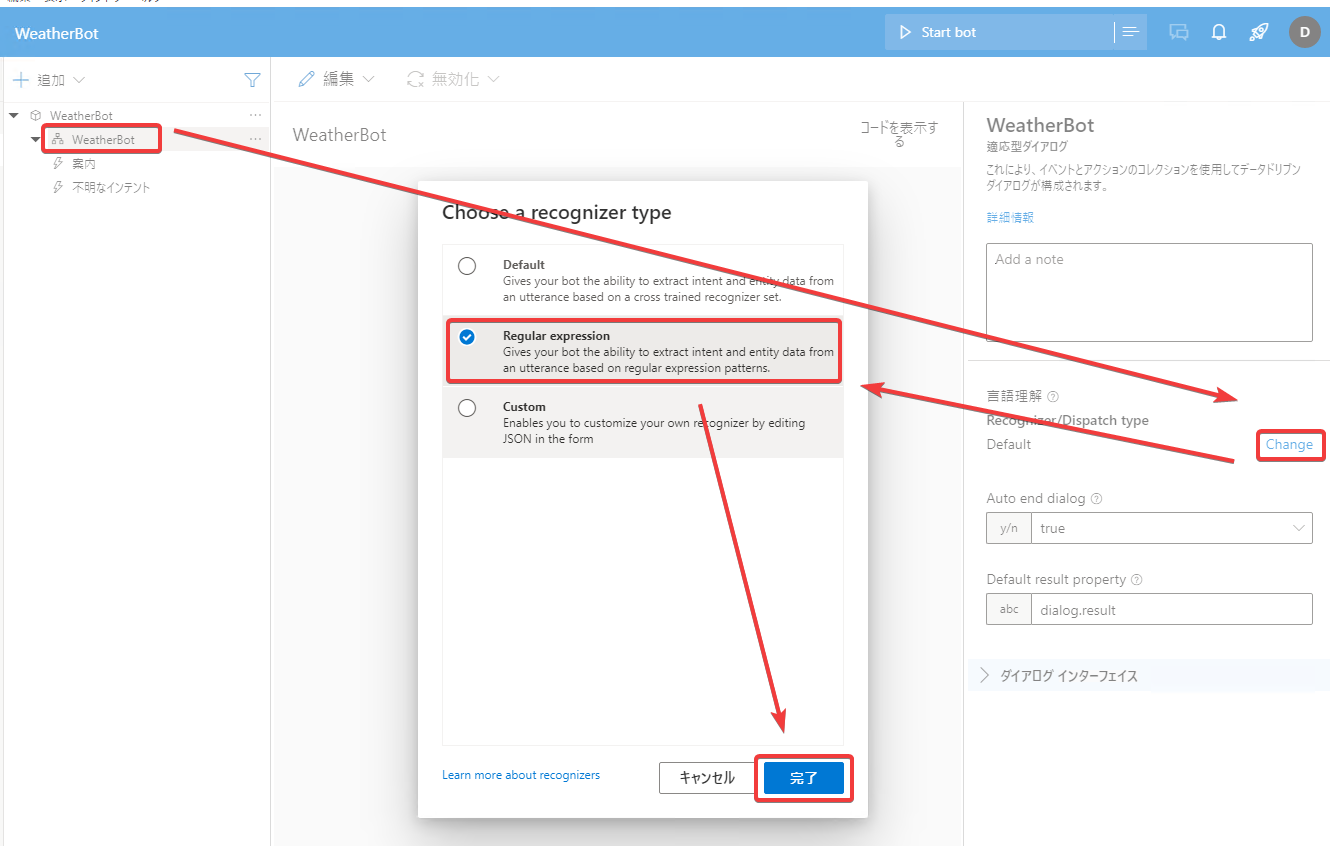 WeatherBot
Start bot
D
追加
編集
無効化
WeatherBot
WeatherBot
案内
不明なインテント
WeatherBot
コードを表示す
る
Choose a recognizer type
Default
Gives your bot the ability to extract intent and entity data from
an utterance based on a cross trained recognizer set.
Regular expression
Gives your bot the ability to extract intent and entity data from
an utterance based on regular expression patterns.
Custom
Enables you to customize your own recognizer by editing
JSON in the form
Learn more about recognizers
キャンセル
完了
WeatherBot
適応型ダイアログ
これにより、イベントとアクションのコレクションを使用してデータドリブン
ダイアログが構成されます。
詳細情報
Add a note
言語理解
Recognizer/Dispatch type
Default
Change
Auto end dialog
y/n
true
Default result property
abc
dialog.result
ダイアログ インターフェイス